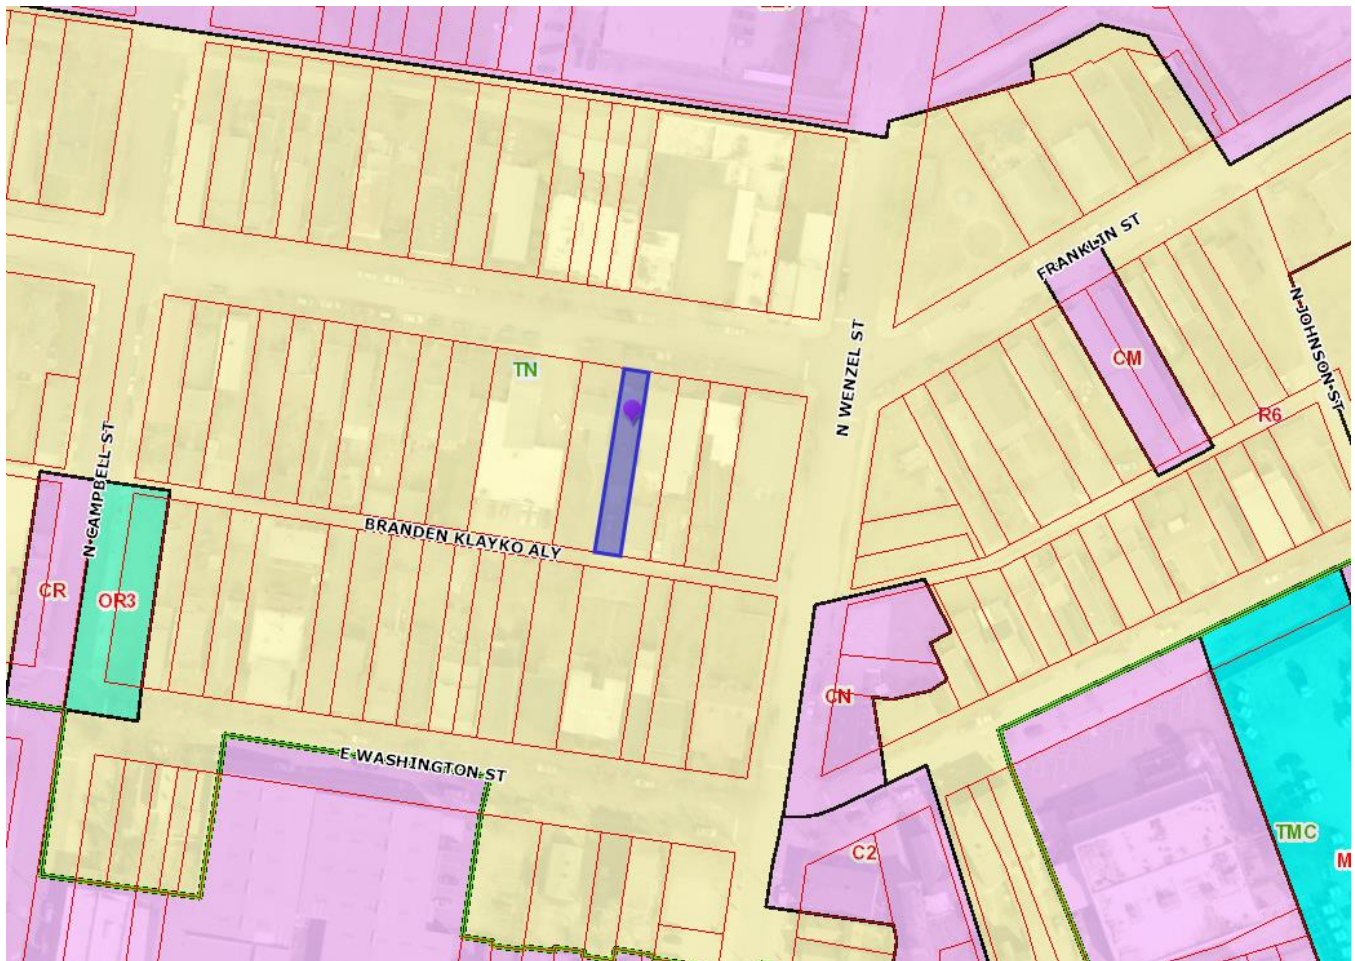 FRANKLIN ST
N JOHNSON ST
N WENZEL ST
CM
TN
R6
N CAMPBELL ST
BRANDEN KLAYKO ALY
CR
OR3
CN
E WASHINGTON ST
TMC
C2
M